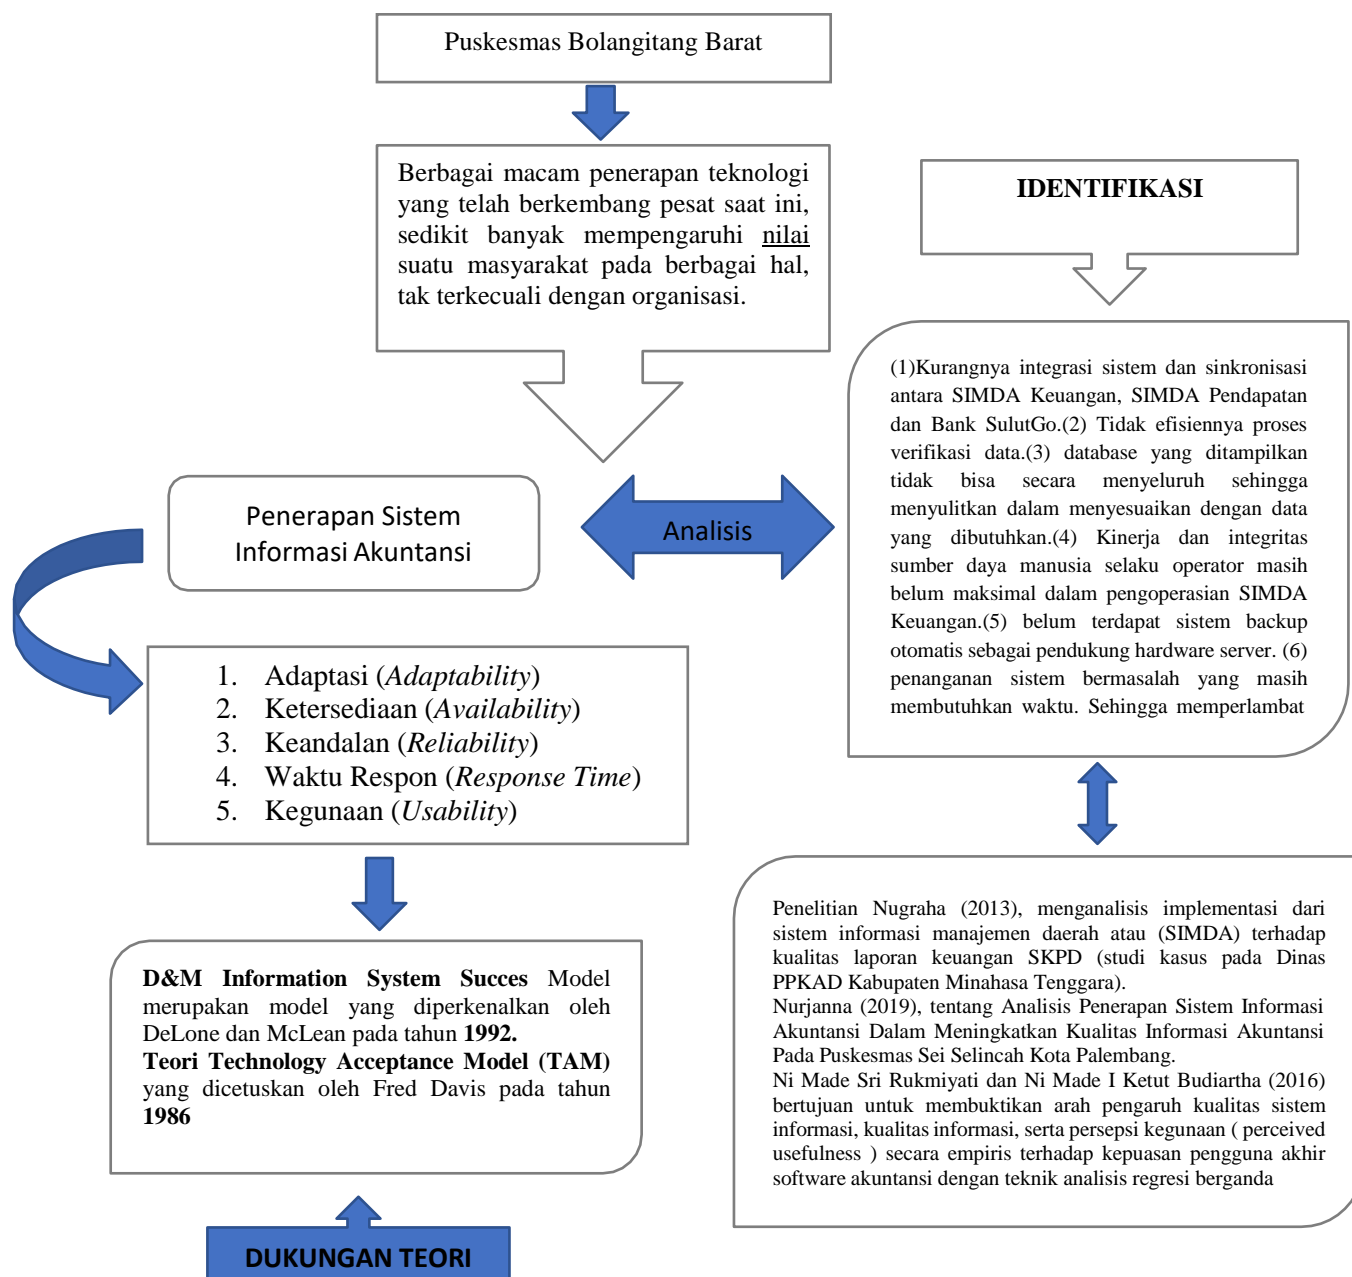 Puskesmas Bolangitang Barat
Berbagai macam penerapan teknologi
yang telah berkembang pesat saat ini,
sedikit banyak mempengaruhi nilai
suatu masyarakat pada berbagai hal,
tak terkecuali dengan organisasi.
IDENTIFIKASI
(1)Kurangnya integrasi sistem dan sinkronisasi
antara SIMDA Keuangan, SIMDA Pendapatan
dan Bank SulutGo.(2) Tidak efisiennya proses
verifikasi data.(3) database yang ditampilkan
tidak bisa secara menyeluruh sehingga
menyulitkan dalam menyesuaikan dengan data
yang dibutuhkan.(4) Kinerja dan integritas
sumber daya manusia selaku operator masih
belum maksimal dalam pengoperasian SIMDA
Keuangan.(5) belum terdapat sistem backup
otomatis sebagai pendukung hardware server. (6)
penanganan sistem bermasalah yang masih
membutuhkan waktu. Sehingga memperlambat
Penerapan Sistem
Informasi Akuntansi
Analisis
1. Adaptasi (Adaptability)
2. Ketersediaan (Availability)
3. Keandalan (Reliability)
4. Waktu Respon (Response Time)
5. Kegunaan (Usability)
D&M Information System Succes Model
merupakan model yang diperkenalkan oleh
DeLone dan McLean pada tahun 1992.
Teori Technology Acceptance Model (TAM)
yang dicetuskan oleh Fred Davis pada tahun
1986
Penelitian Nugraha (2013), menganalisis implementasi dari
sistem informasi manajemen daerah atau (SIMDA) terhadap
kualitas laporan keuangan SKPD (studi kasus pada Dinas
PPKAD Kabupaten Minahasa Tenggara).
Nurjanna (2019), tentang Analisis Penerapan Sistem Informasi
Akuntansi Dalam Meningkatkan Kualitas Informasi Akuntansi
Pada Puskesmas Sei Selincah Kota Palembang.
Ni Made Sri Rukmiyati dan Ni Made I Ketut Budiartha (2016)
bertujuan untuk membuktikan arah pengaruh kualitas sistem
informasi, kualitas informasi, serta persepsi kegunaan ( perceived
usefulness ) secara empiris terhadap kepuasan pengguna akhir
software akuntansi dengan teknik analisis regresi berganda
DUKUNGAN TEORI